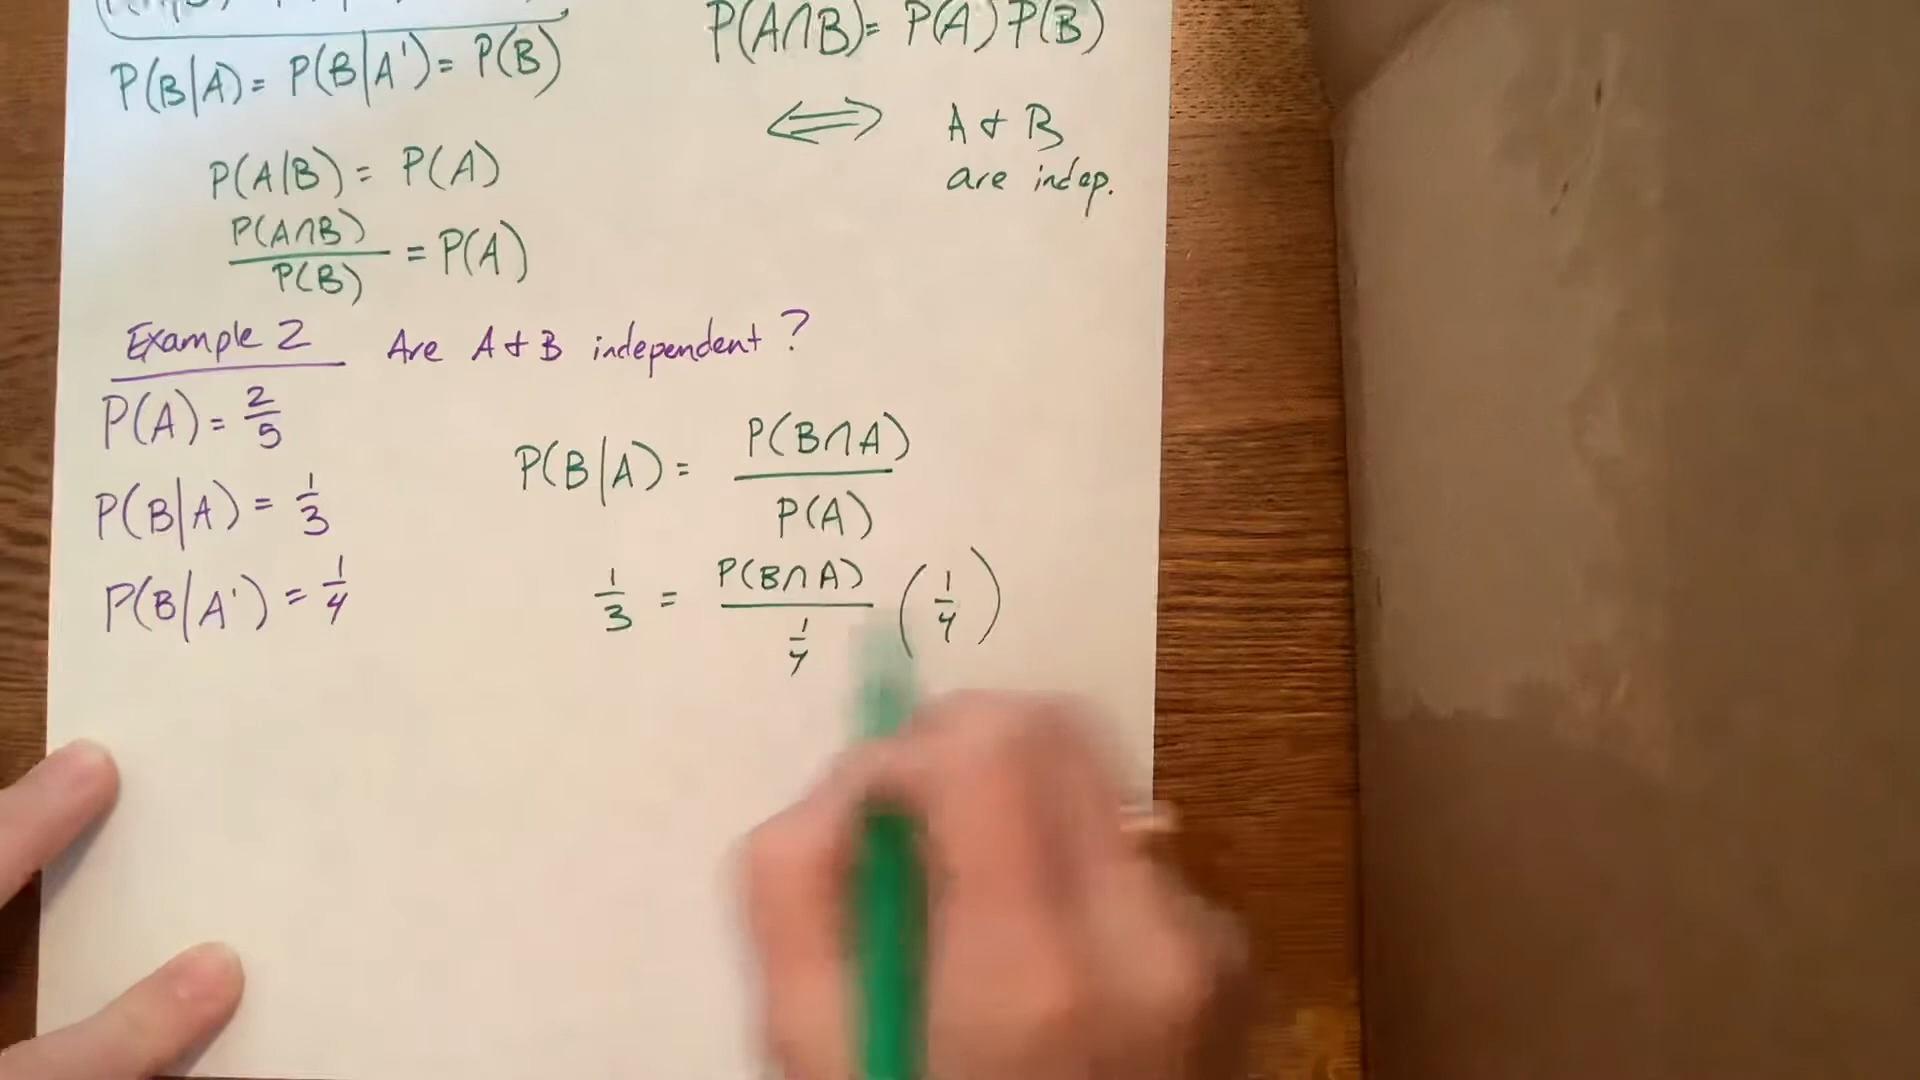 P(B|A) = P(B|A') = P(B)
P(A∩B) = P(A) P(B)
⟺ A + B
are indep.
P(A|B) = P(A)
P(A∩B)
P(B)
= P(A)
Example 2 Are A + B independent?
P(A) = 2/5
P(B|A) = 1/3
P(B|A') = 1/4
P(B|A) = P(B∩A)
P(A)
1/3 = P(B∩A) / 1/4 (1/4)